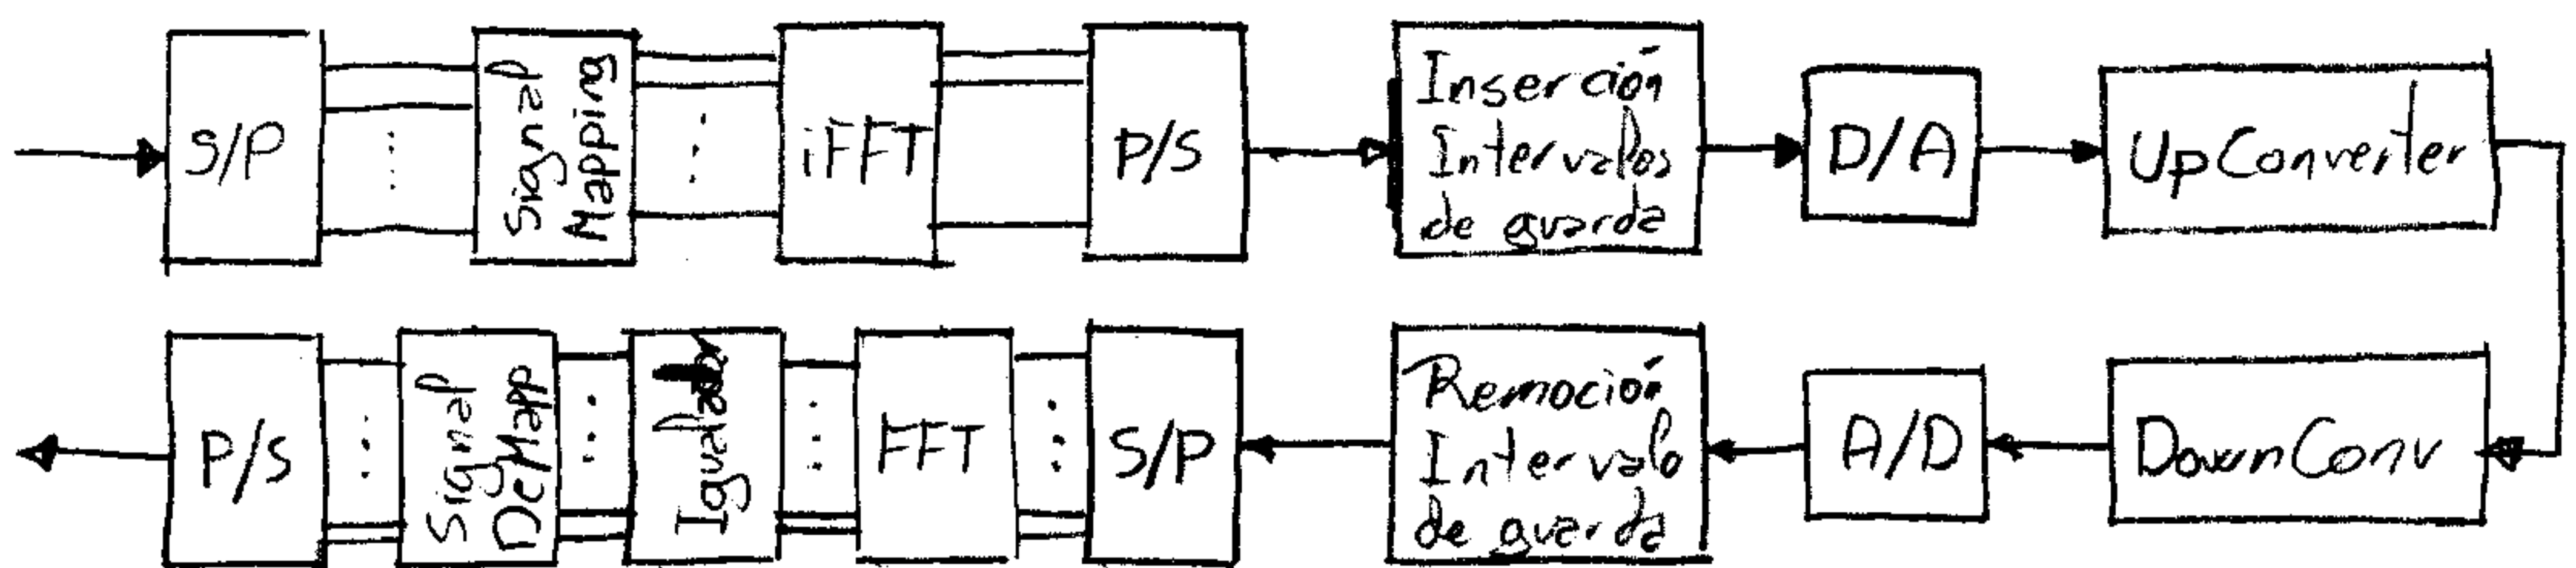 S/P
Signal
Mapping
iFFT
P/S
Inserción
Intervalos
de guarda
D/A
UpConverter
P/S
Signal
DeMapp
Igualador
FFT
S/P
Remoción
Intervalo
de guarda
A/D
DownConv